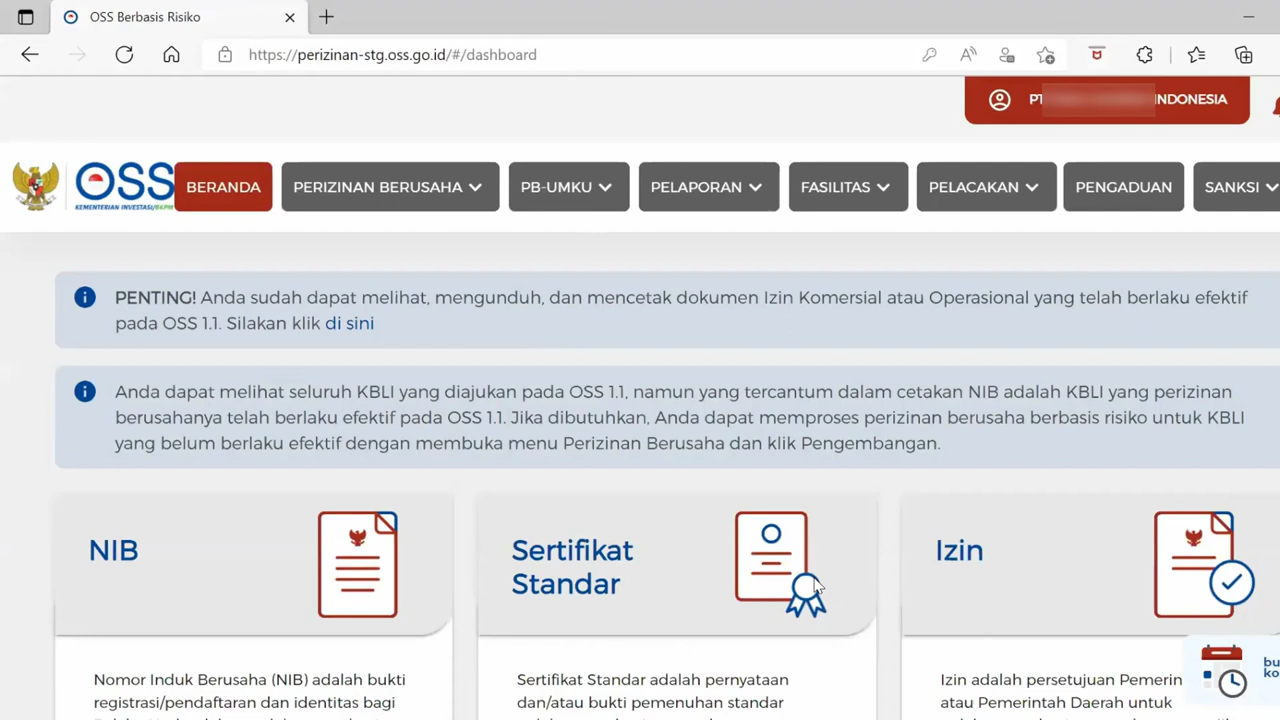 OSS Berbasis Risiko
https://perizinan-stg.oss.go.id/#/dashboard
PT INDONESIA
OSS
KEMENTERIAN INVESTASI/BKPM
BERANDA
PERIZINAN BERUSAHA
PB-UMKU
PELAPORAN
FASILITAS
PELACAKAN
PENGADUAN
SANKSI
PENTING! Anda sudah dapat melihat, mengunduh, dan mencetak dokumen Izin Komersial atau Operasional yang telah berlaku efektif
pada OSS 1.1. Silakan klik di sini
Anda dapat melihat seluruh KBLI yang diajukan pada OSS 1.1, namun yang tercantum dalam cetakan NIB adalah KBLI yang perizinan
berusahanya telah berlaku efektif pada OSS 1.1. Jika dibutuhkan, Anda dapat memproses perizinan berusaha berbasis risiko untuk KBLI
yang belum berlaku efektif dengan membuka menu Perizinan Berusaha dan klik Pengembangan.
NIB
Sertifikat
Standar
Izin
Nomor Induk Berusaha (NIB) adalah bukti
registrasi/pendaftaran dan identitas bagi
Sertifikat Standar adalah pernyataan
dan/atau bukti pemenuhan standar
Izin adalah persetujuan Pemerin
atau Pemerintah Daerah untuk
bu
ko